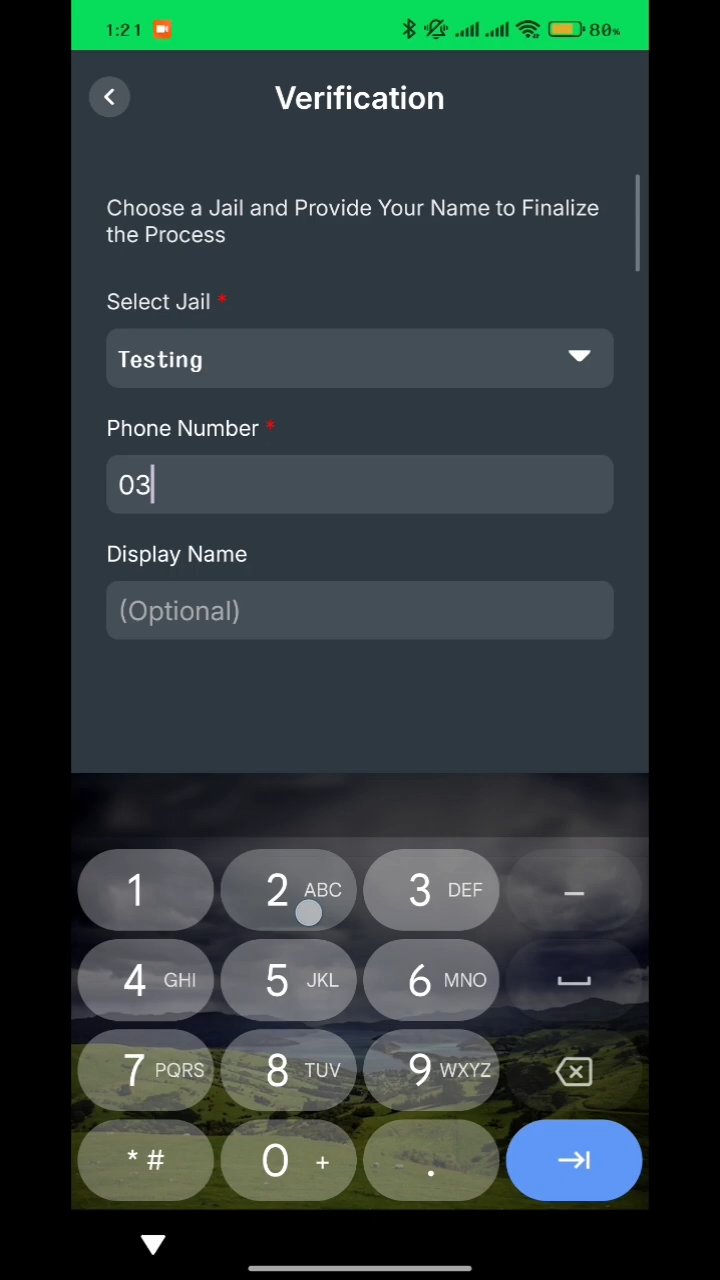 1:21
80%
Verification
Choose a Jail and Provide Your Name to Finalize
the Process
Select Jail *
Testing
Phone Number *
03
Display Name
(Optional)
1 2 ABC 3 DEF –
4 GHI 5 JKL 6 MNO
7 PQRS 8 TUV 9 WXYZ
* # 0 + .